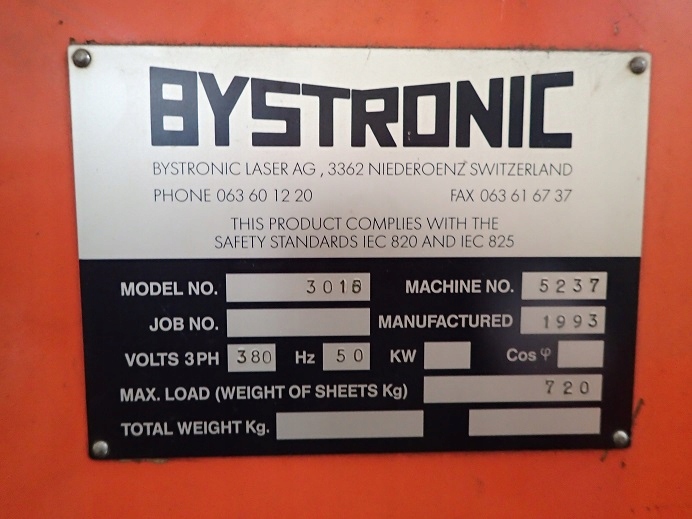 BYSTRONIC
BYSTRONIC LASER AG, 3362 NIEDEROENZ SWITZERLAND
PHONE 063 60 12 20 FAX 063 61 67 37
THIS PRODUCT COMPLIES WITH THE
SAFETY STANDARDS IEC 820 AND IEC 825
MODEL NO. 3015 MACHINE NO. 5237
JOB NO. MANUFACTURED 1993
VOLTS 3PH 380 Hz 50 KW Cos φ
MAX. LOAD (WEIGHT OF SHEETS Kg) 720
TOTAL WEIGHT Kg.